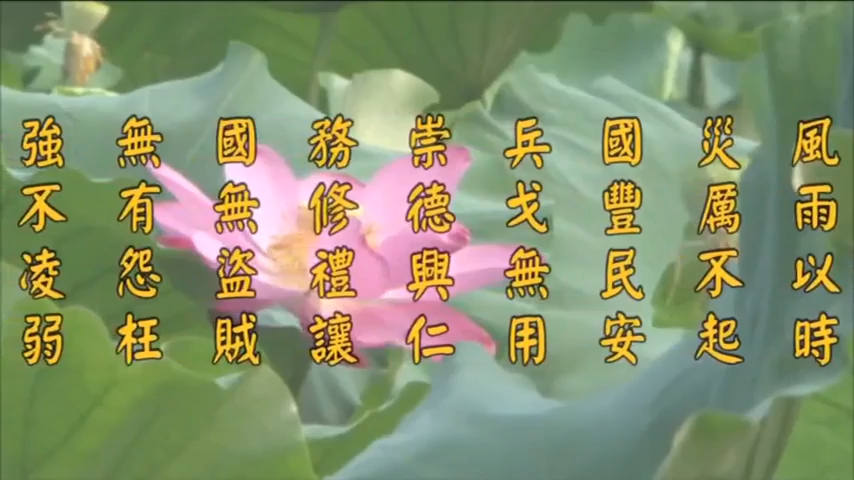 風雨以時
災厲不起
國豐民安
兵戈無用
崇德興仁
務修禮讓
國無盜賊
無有怨枉
強不凌弱